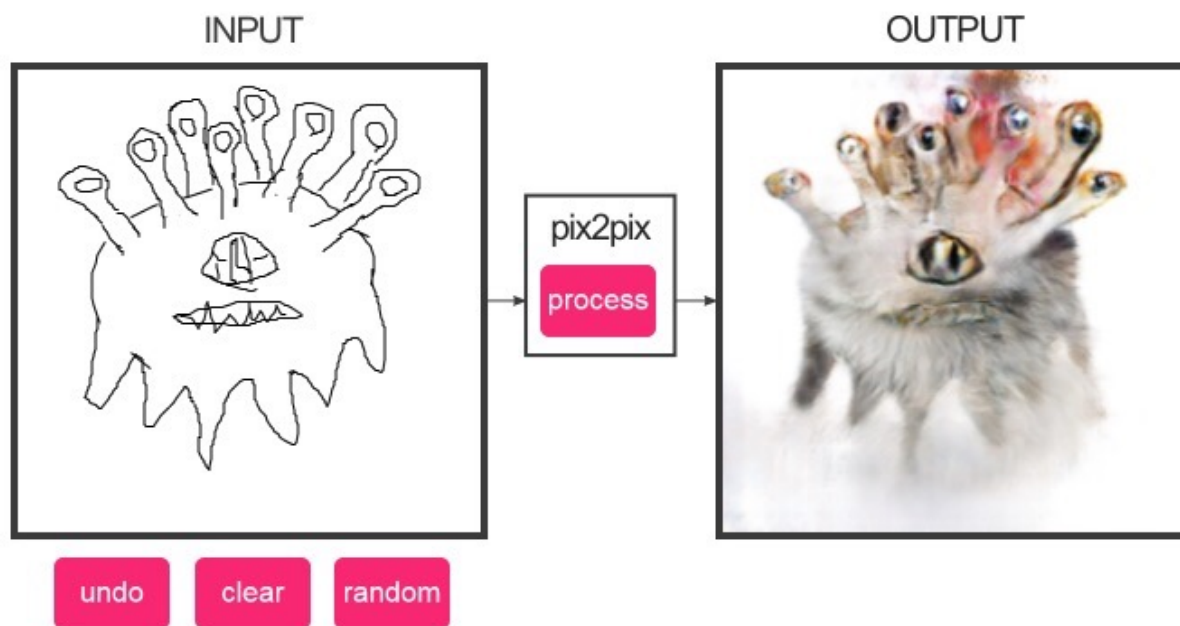 INPUT
OUTPUT
pix2pix
process
undo
clear
random